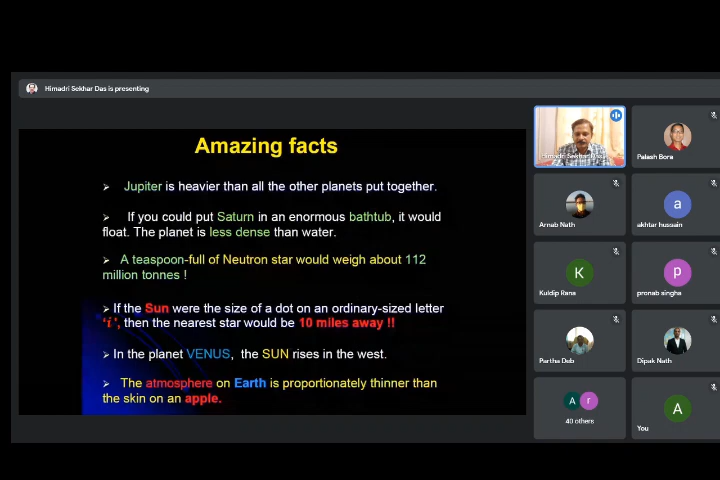 Himadri Sekhar Das is presenting
Amazing facts
➢ Jupiter is heavier than all the other planets put together.
➢ If you could put Saturn in an enormous bathtub, it would
float. The planet is less dense than water.
➢ A teaspoon-full of Neutron star would weigh about 112
million tonnes !
➢ If the Sun were the size of a dot on an ordinary-sized letter
‘i’, then the nearest star would be 10 miles away !!
➢ In the planet VENUS, the SUN rises in the west.
➢ The atmosphere on Earth is proportionately thinner than
the skin on an apple.
Himadri Sekhar Das
Palash Bora
Arnab Nath
a
akhtar hussain
K
Kuldip Rana
p
pronab singha
Partha Deb
Dipak Nath
A r
40 others
A
You